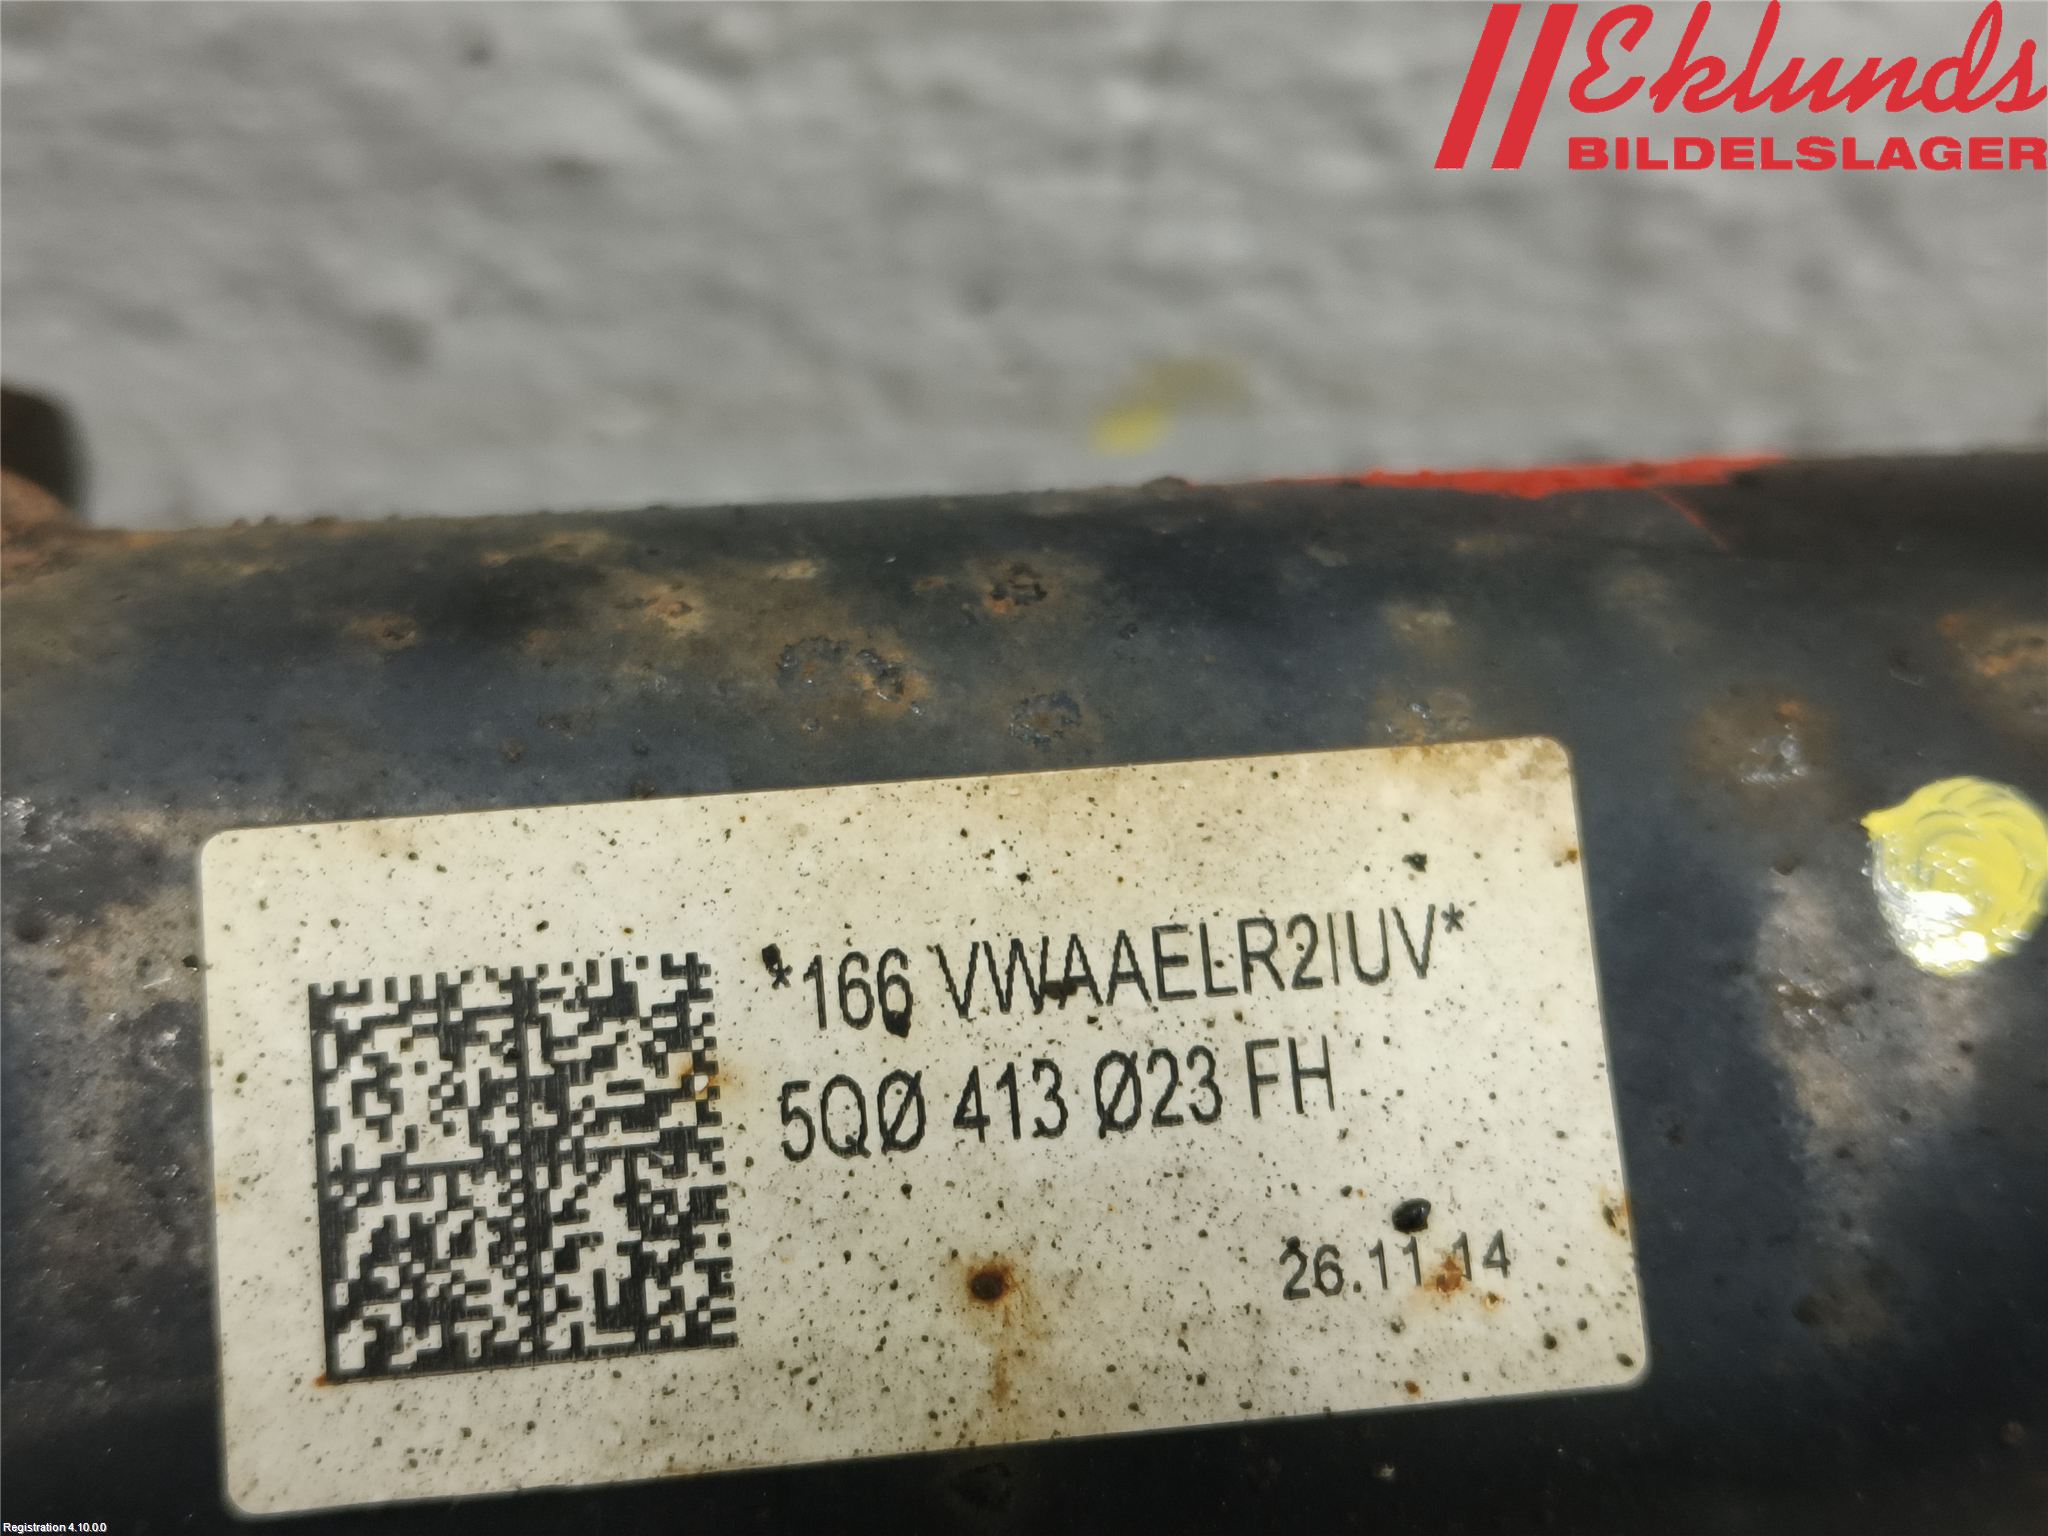 Eklunds
BILDELSLAGER
*166 VWAAELR2IUV*
5QØ 413 Ø23 FH
26.11.14
Registration 4.10.0.0